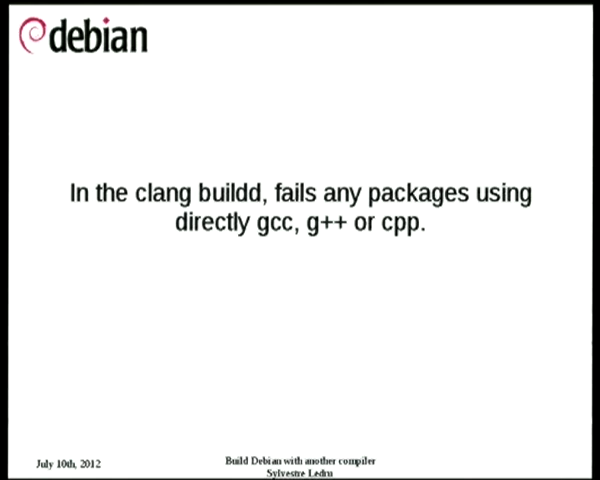 debian
In the clang buildd, fails any packages using
directly gcc, g++ or cpp.
July 10th, 2012
Build Debian with another compiler
Sylvestre Ledru